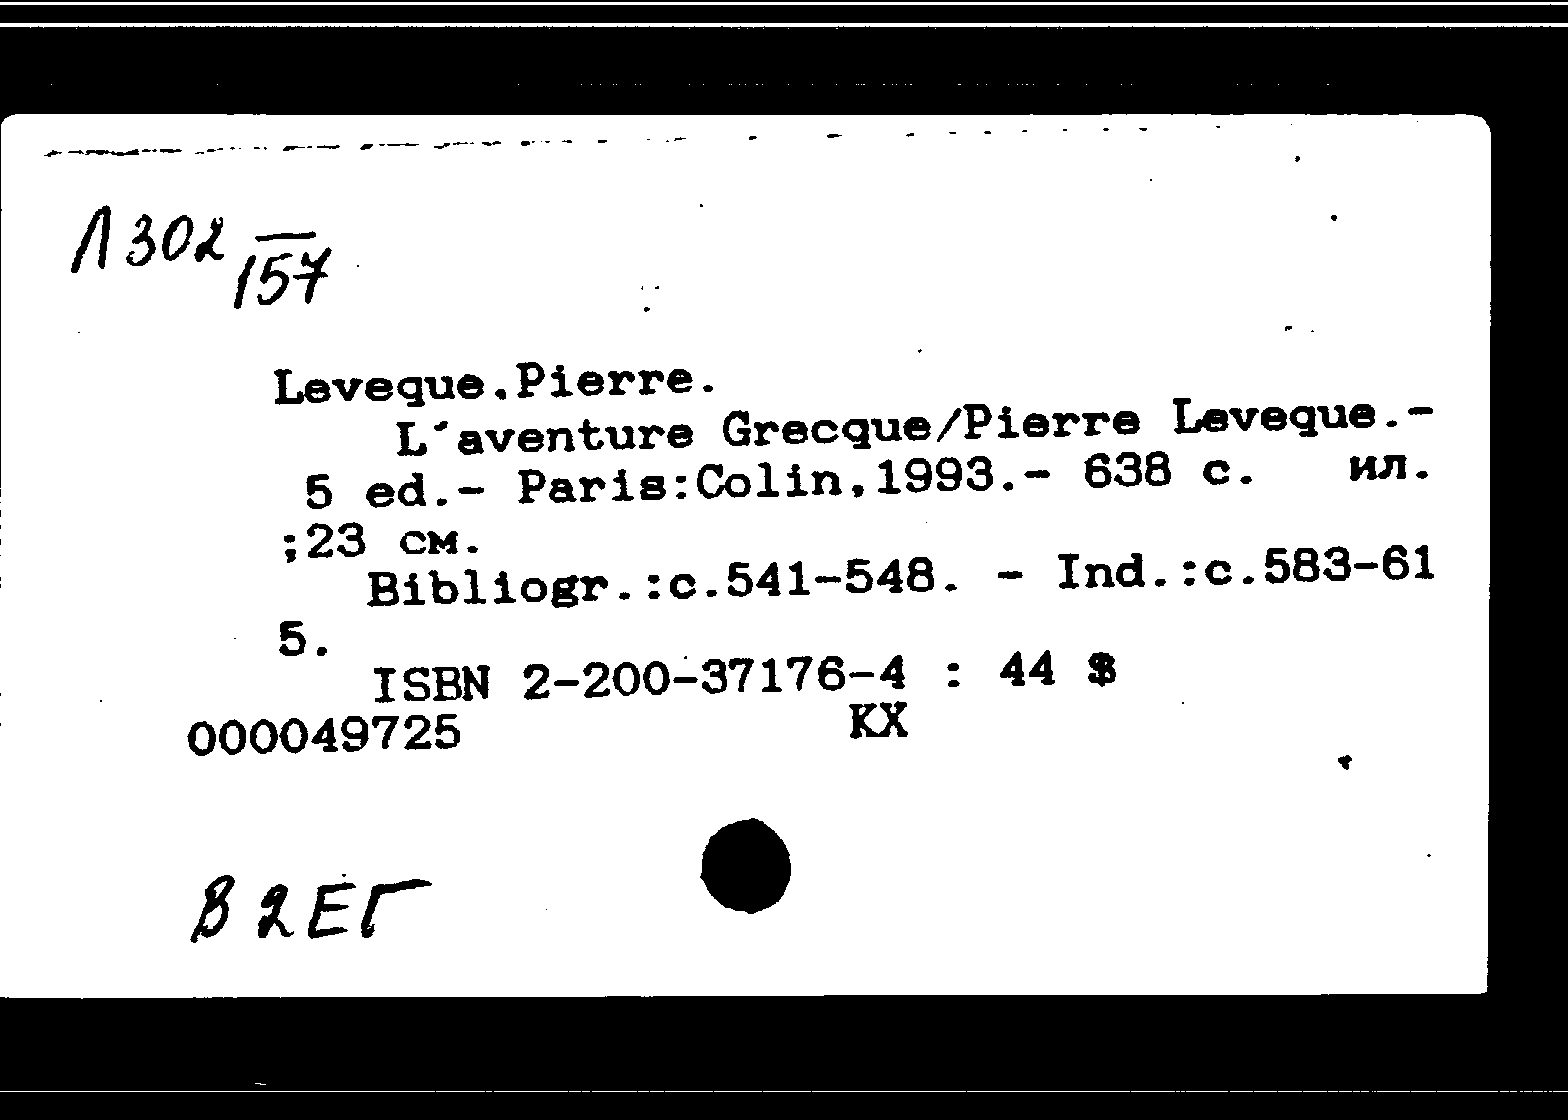 Л302
157
Leveque,Pierre.
L´aventure Grecque/Pierre Leveque.-
5 ed.- Paris:Colin,1993.- 638 с. ил.
;23 см.
Bibliogr.:c.541-548. - Ind.:c.583-61
5.
ISBN 2-200-37176-4 : 44 $
000049725 КХ
В2ЕГ